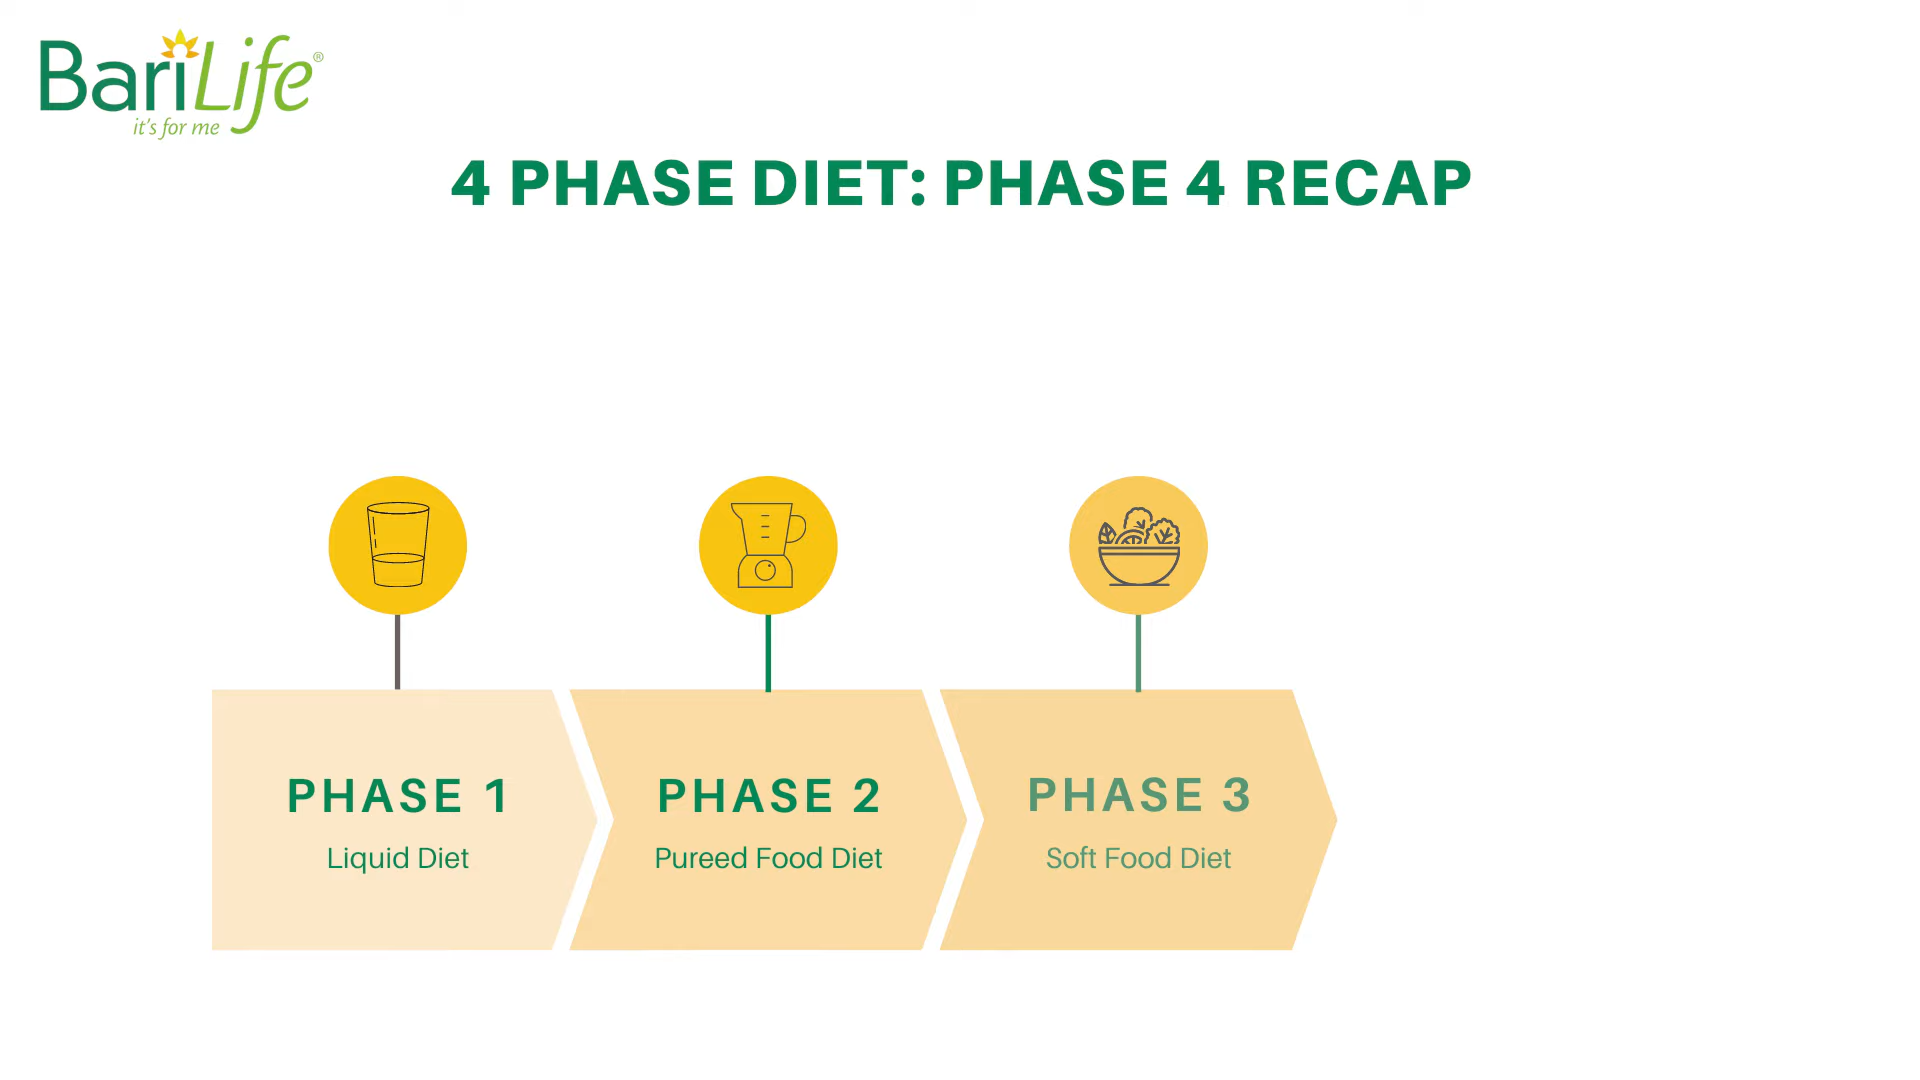 BariLife®
it's for me
4 PHASE DIET: PHASE 4 RECAP
PHASE 1
Liquid Diet
PHASE 2
Pureed Food Diet
PHASE 3
Soft Food Diet